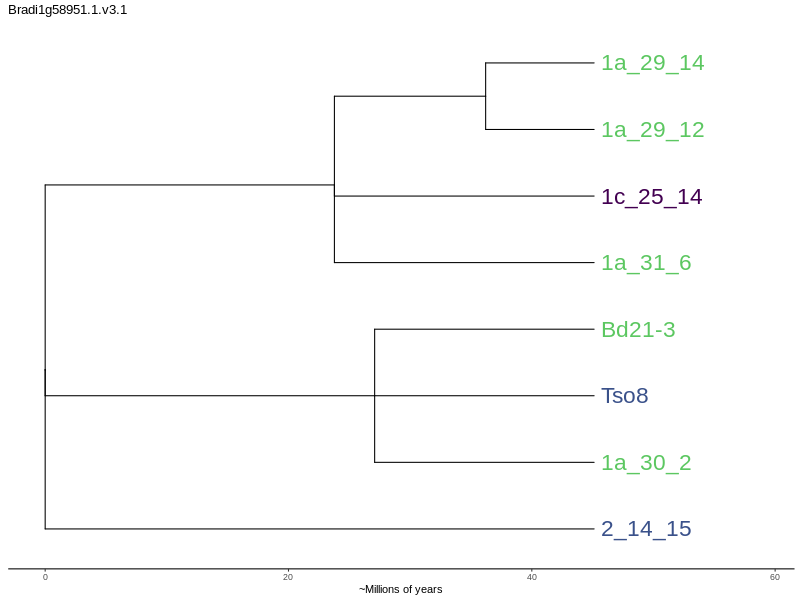 Bradi1g58951.1.v3.1
1a_29_14
1a_29_12
1c_25_14
1a_31_6
Bd21-3
Tso8
1a_30_2
2_14_15
0 20 40 60
~Millions of years